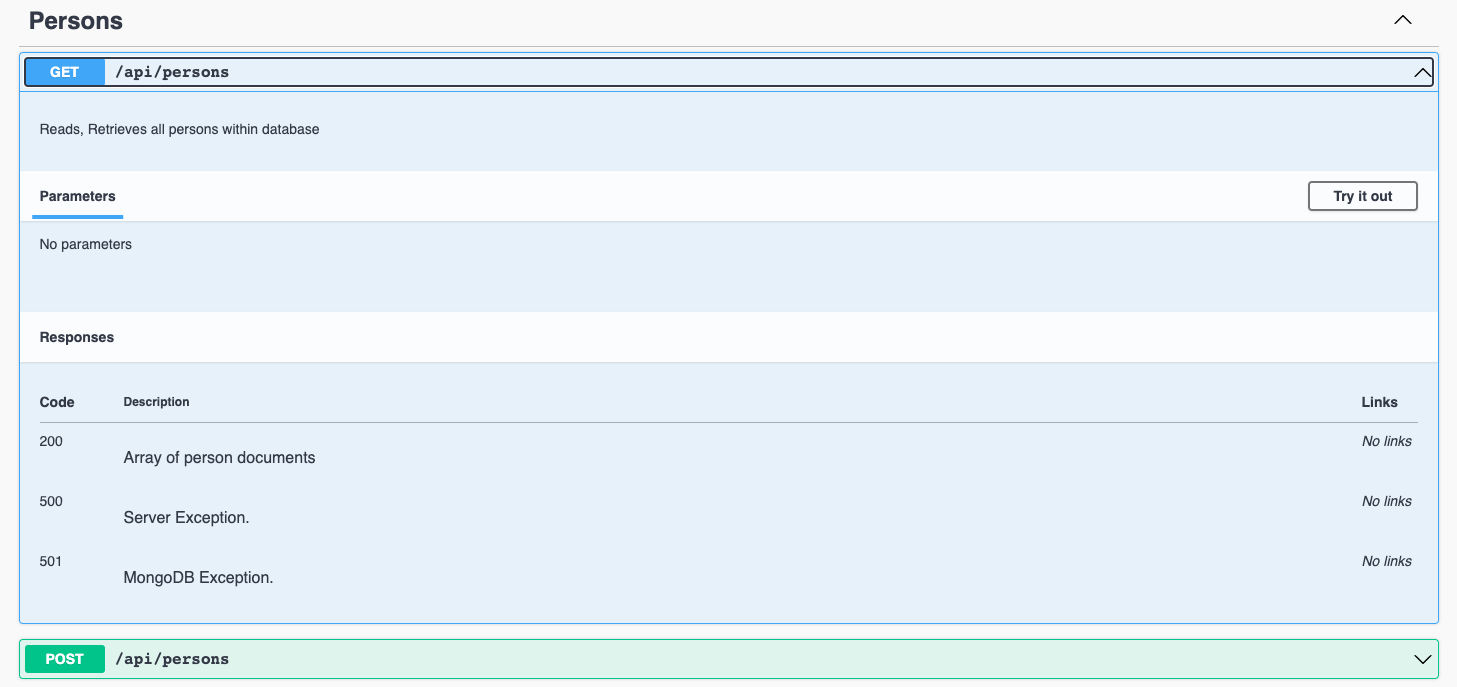 Persons
GET /api/persons
Reads, Retrieves all persons within database
Parameters Try it out
No parameters
Responses
Code Description Links
200 No links
Array of person documents
500 No links
Server Exception.
501 No links
MongoDB Exception.
POST /api/persons